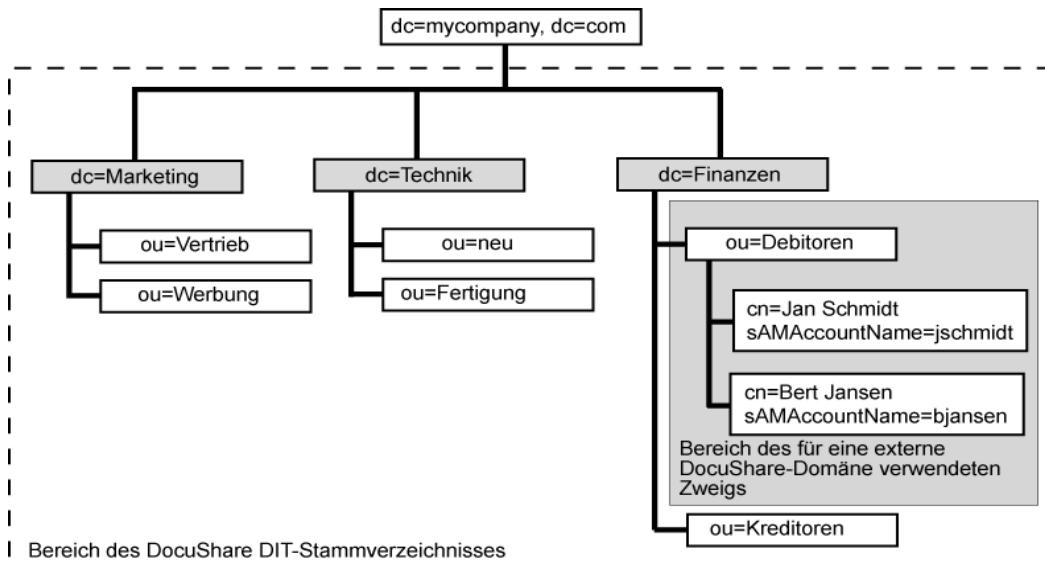 dc=mycompany, dc=com
dc=Marketing
dc=Technik
dc=Finanzen
ou=Vertrieb
ou=neu
ou=Debitoren
ou=Werbung
ou=Fertigung
cn=Jan Schmidt
sAMAccountName=jschmidt
cn=Bert Jansen
sAMAccountName=bjansen
Bereich des für eine externe
DocuShare-Domäne verwendeten
Zweigs
ou=Kreditoren
Bereich des DocuShare DIT-Stammverzeichnisses